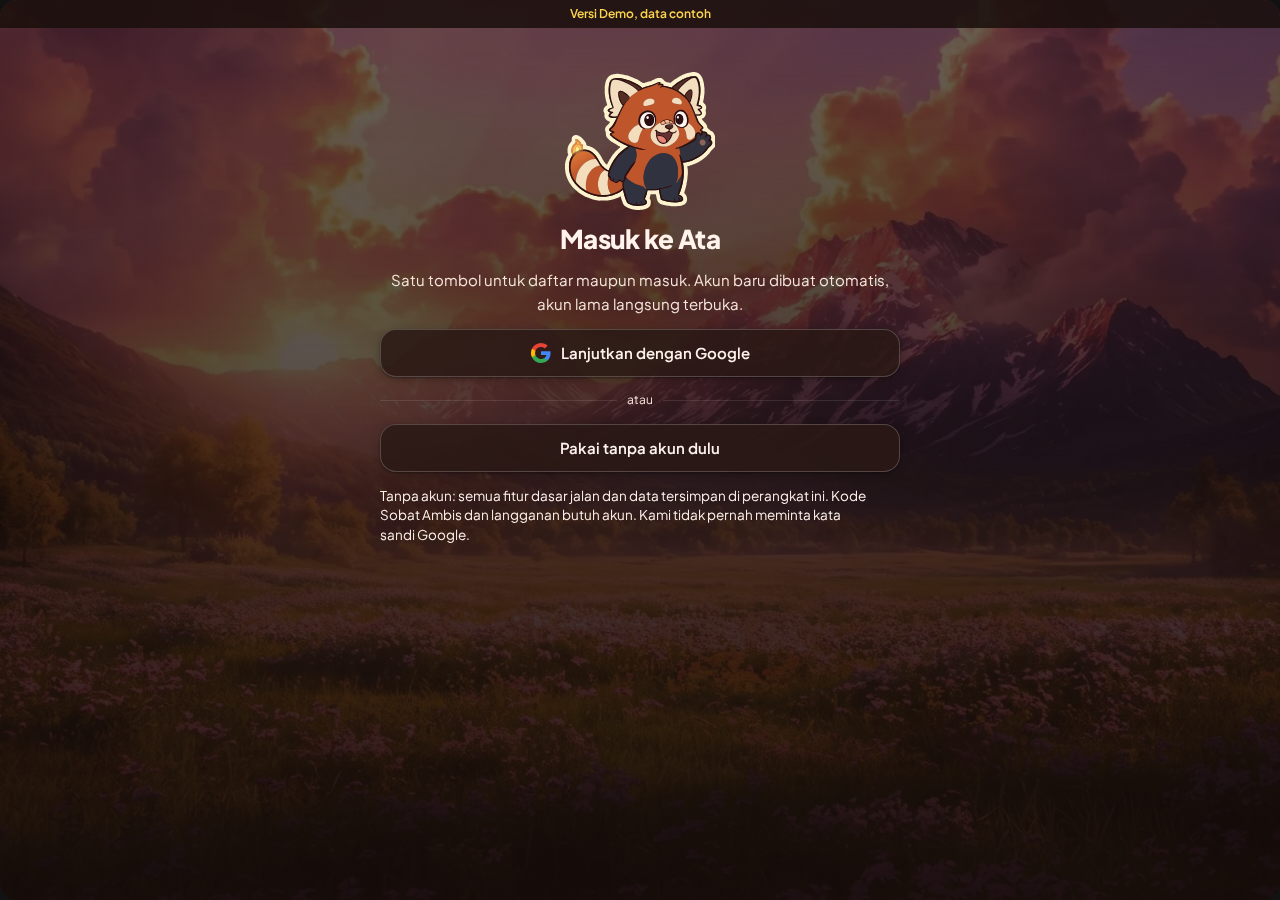 Versi Demo, data contoh
Masuk ke Ata
Satu tombol untuk daftar maupun masuk. Akun baru dibuat otomatis,
akun lama langsung terbuka.
Lanjutkan dengan Google
atau
Pakai tanpa akun dulu
Tanpa akun: semua fitur dasar jalan dan data tersimpan di perangkat ini. Kode
Sobat Ambis dan langganan butuh akun. Kami tidak pernah meminta kata
sandi Google.